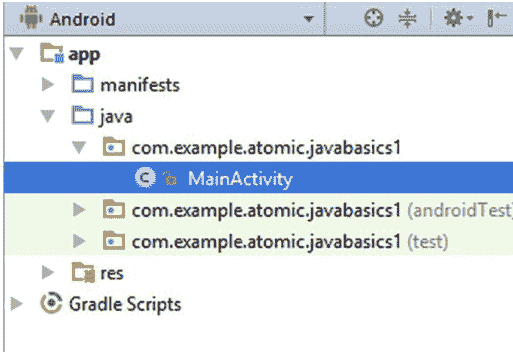 Android
app
manifests
java
com.example.atomic.javabasics1
MainActivity
com.example.atomic.javabasics1 (androidTest)
com.example.atomic.javabasics1 (test)
res
Gradle Scripts